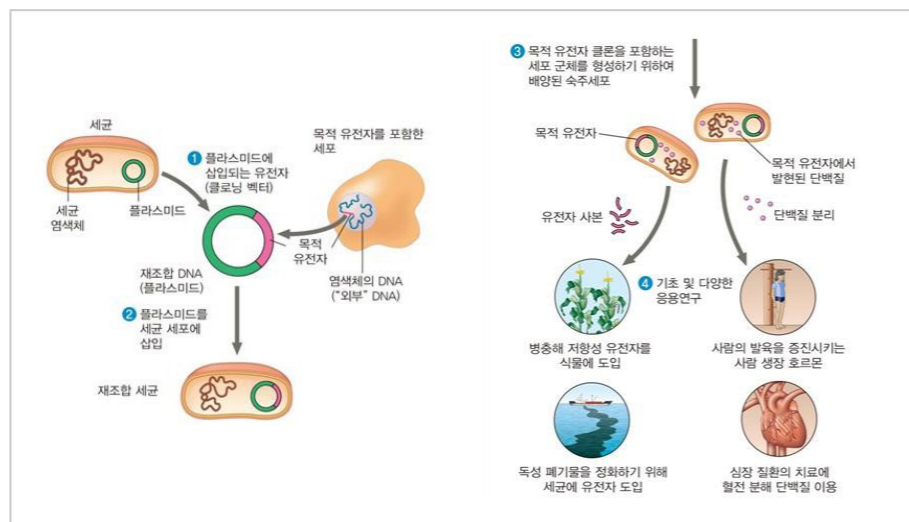 세균
1 플라스미드에
삽입되는 유전자
(클로닝 벡터)
목적 유전자를 포함한
세포
세균
염색체
플라스미드
목적
유전자
재조합 DNA
(플라스미드)
염색체의 DNA
("외부" DNA)
2 플라스미드를
세균 세포에
삽입
재조합 세균
3 목적 유전자 클론을 포함하는
세포 군체를 형성하기 위하여
배양된 숙주세포
목적 유전자
목적 유전자에서
발현된 단백질
유전자 사본
단백질 분리
4 기초 및 다양한
응용연구
병충해 저항성 유전자를
식물에 도입
사람의 발육을 증진시키는
사람 생장 호르몬
독성 폐기물을 정화하기 위해
세균에 유전자 도입
심장 질환의 치료에
혈전 분해 단백질 이용